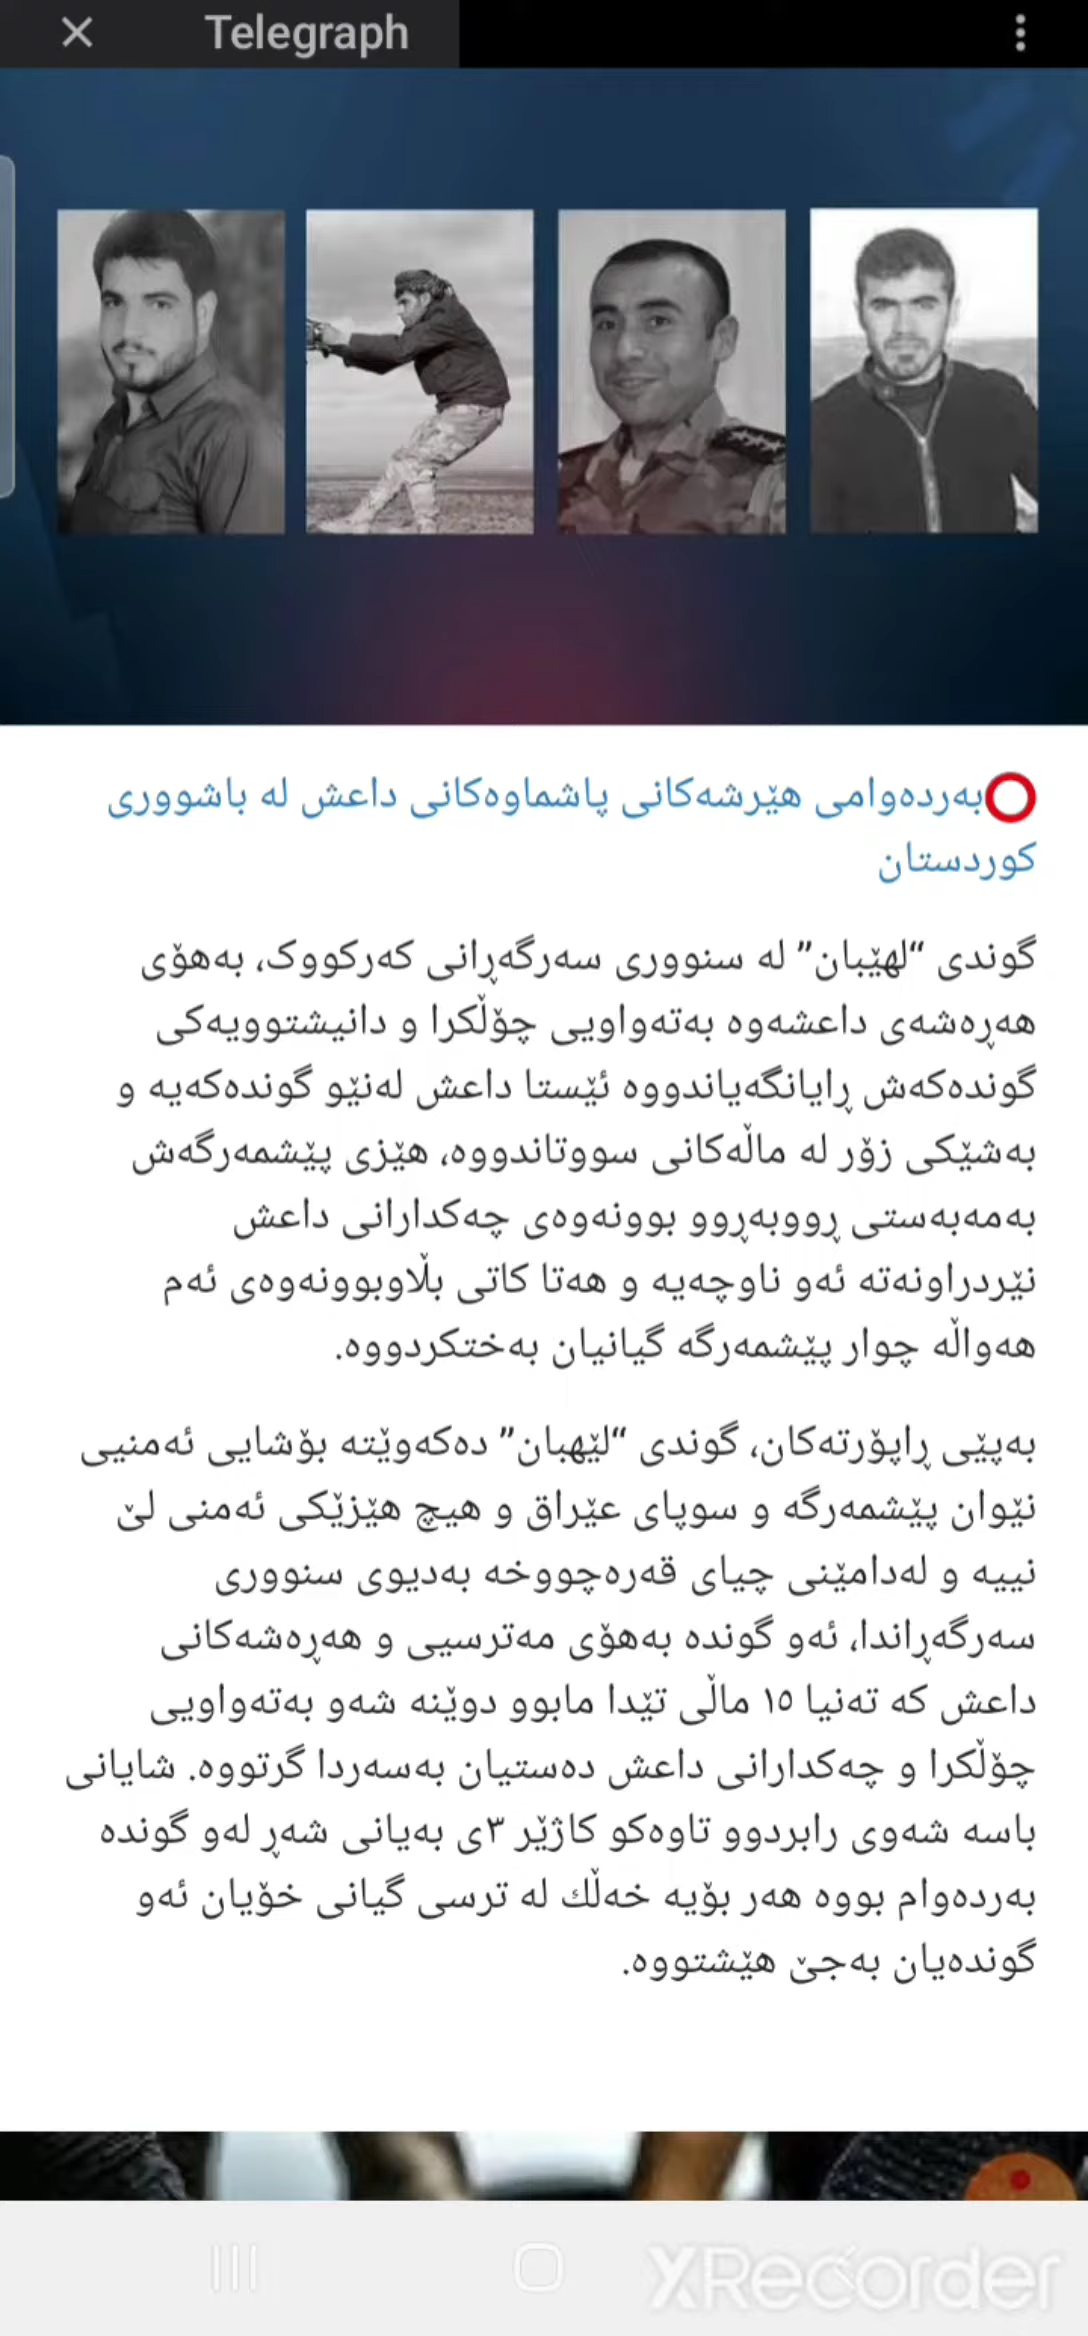 Telegraph
بەردەوامی هێرشەکانی پاشماوەکانی داعش لە باشووری
کوردستان
گوندی “لهێبان” لە سنووری سەرگەڕانی کەرکووک، بەهۆی
هەڕەشەی داعشەوە بەتەواویی چۆڵکرا و دانیشتوویەکی
گوندەکەش ڕایانگەیاندووە ئێستا داعش لەنێو گوندەکەیە و
بەشێکی زۆر لە ماڵەکانی سووتاندووە، هێزی پێشمەرگەش
بەمەبەستی ڕووبەڕوو بوونەوەی چەکدارانی داعش
نێردراونەتە ئەو ناوچەیە و هەتا کاتی بڵاوبوونەوەی ئەم
هەواڵە چوار پێشمەرگە گیانیان بەختکردووە.
بەپێی ڕاپۆرتەکان، گوندی “لێهبان” دەکەوێتە بۆشایی ئەمنیی
نێوان پێشمەرگە و سوپای عێراق و هیچ هێزێکی ئەمنی لێ
نییە و لەدامێنی چیای قەرەچووخە بەدیوی سنووری
سەرگەڕاندا، ئەو گوندە بەهۆی مەترسیی و هەڕەشەکانی
داعش کە تەنیا ١٥ ماڵی تێدا مابوو دوێنە شەو بەتەواویی
چۆڵکرا و چەکدارانی داعش دەستیان بەسەردا گرتووە. شایانی
باسە شەوی رابردوو تاوەکو کاژێر ٣ی بەیانی شەڕ لەو گوندە
بەردەوام بووە هەر بۆیە خەڵك لە ترسی گیانی خۆیان ئەو
گوندەیان بەجێ هێشتووە.
XRecorder